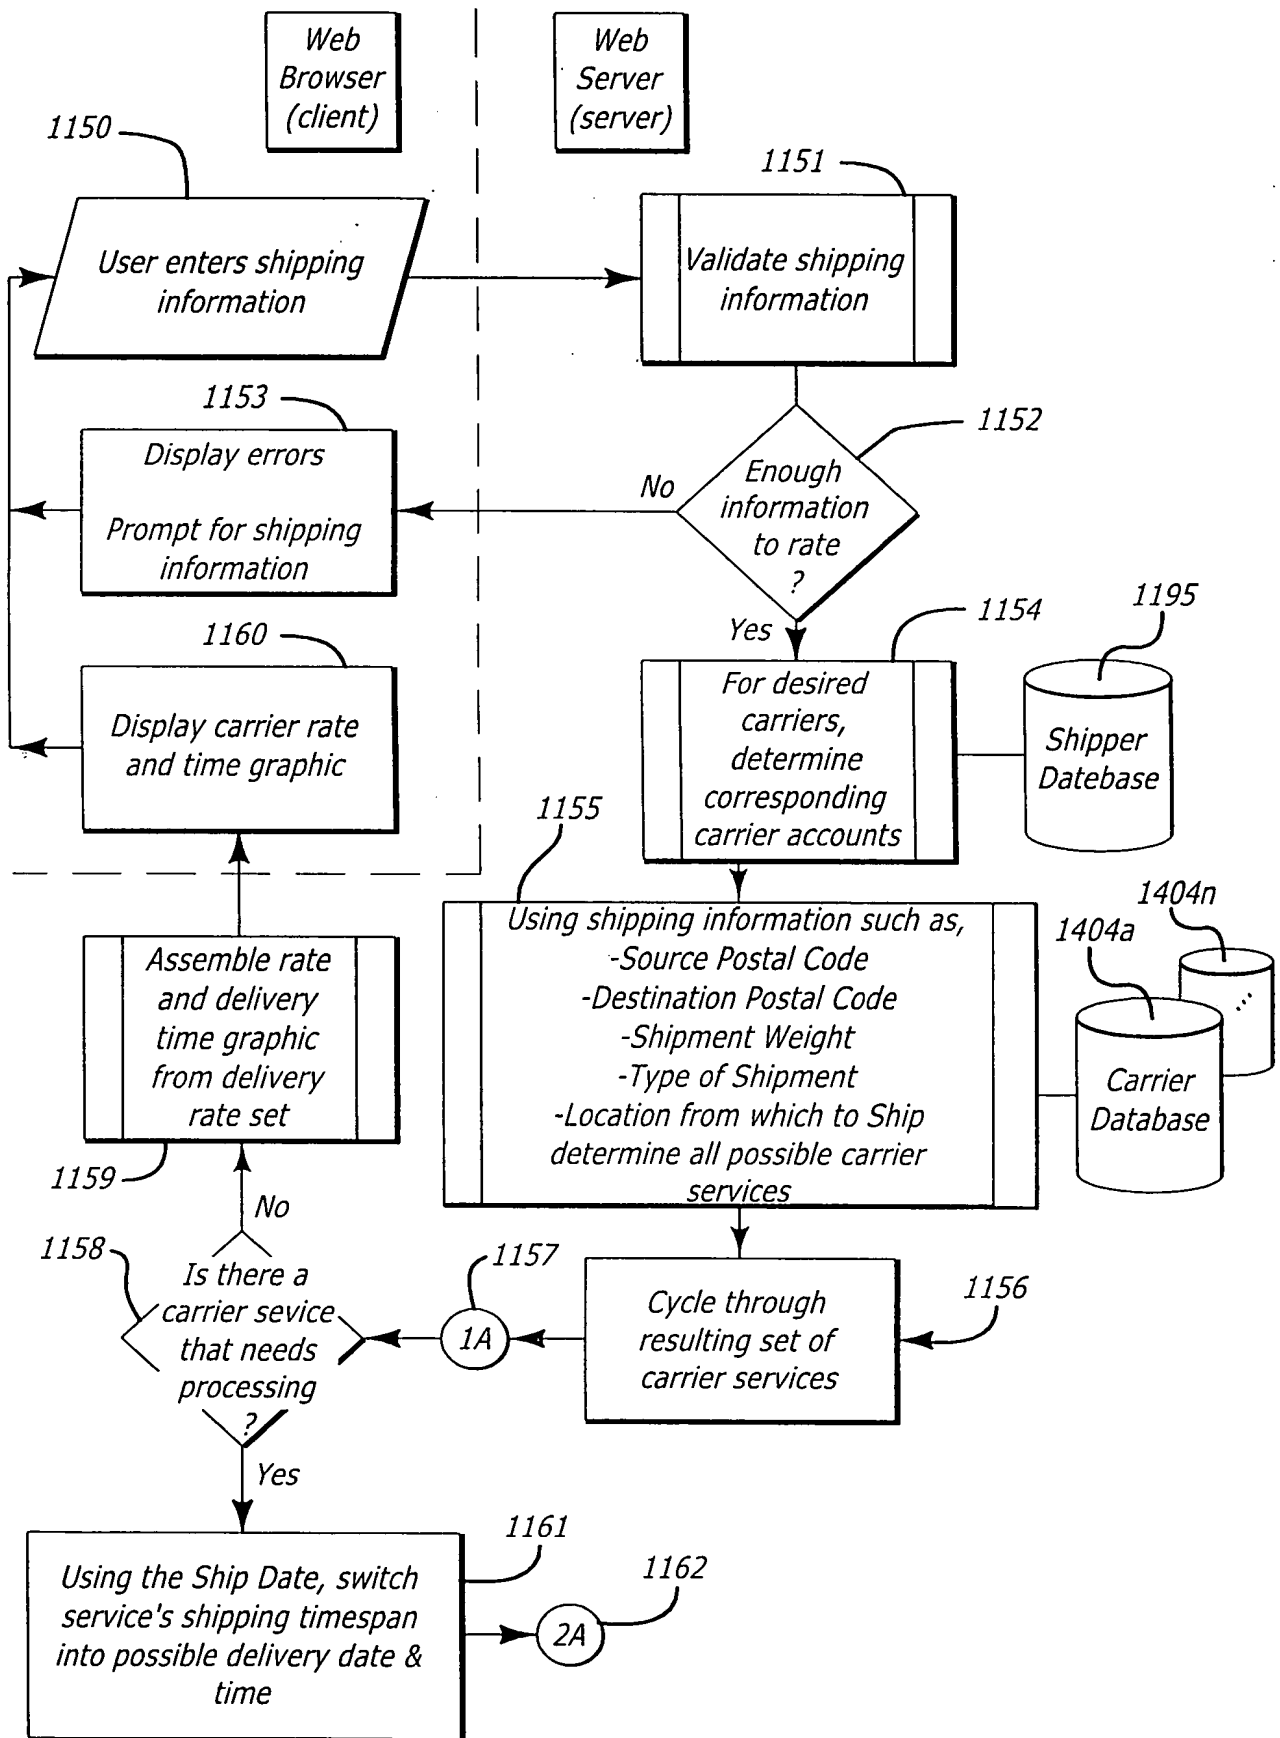 Web
Browser
(client)
Web
Server
(server)
1150
1151
User enters shipping
information
Validate shipping
information
1153
1152
Display errors
Prompt for shipping
information
No
Enough
information
to rate
?
Yes
1154
1195
1160
Display carrier rate
and time graphic
For desired
carriers,
determine
corresponding
carrier accounts
Shipper
Datebase
1155
Using shipping information such as,
-Source Postal Code
-Destination Postal Code
-Shipment Weight
-Type of Shipment
-Location from which to Ship
determine all possible carrier
services
1404n
1404a
Carrier
Database
Assemble rate
and delivery
time graphic
from delivery
rate set
1159
No
1158
Is there a
carrier sevice
that needs
processing
?
1157
1A
Cycle through
resulting set of
carrier services
1156
Yes
1161
Using the Ship Date, switch
service's shipping timespan
into possible delivery date &
time
1162
2A